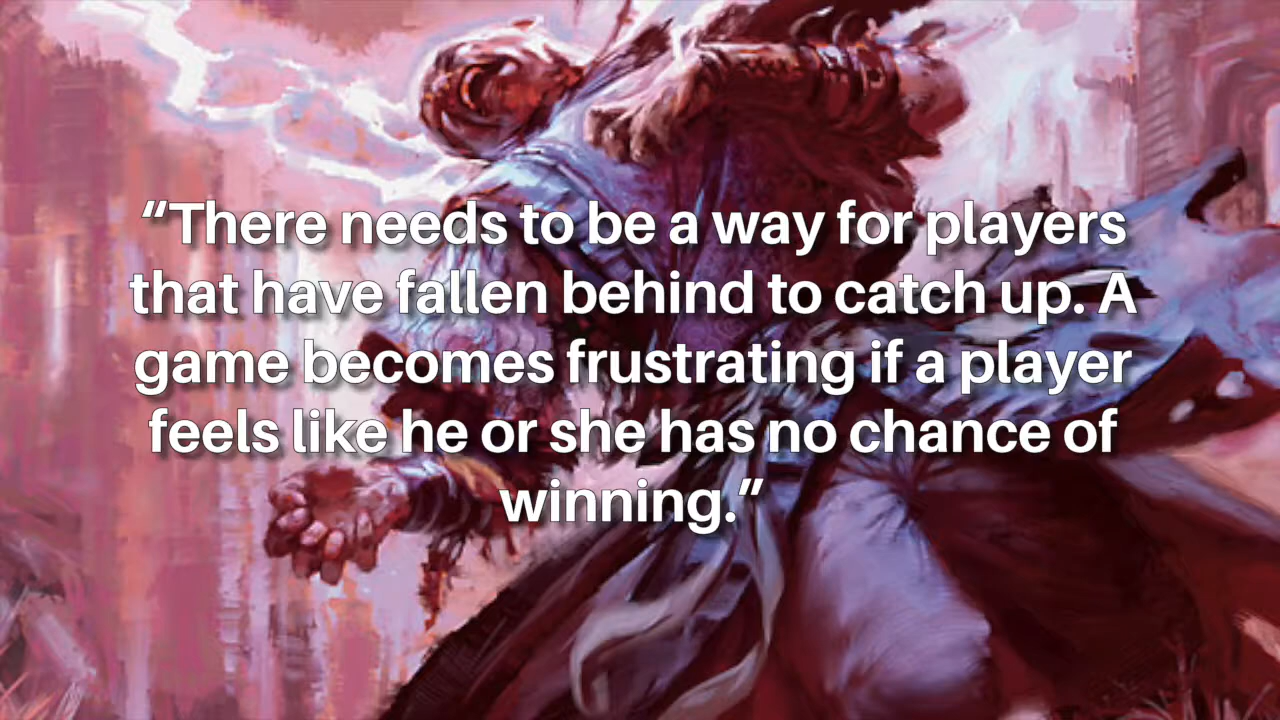 “There needs to be a way for players
that have fallen behind to catch up. A
game becomes frustrating if a player
feels like he or she has no chance of
winning.”